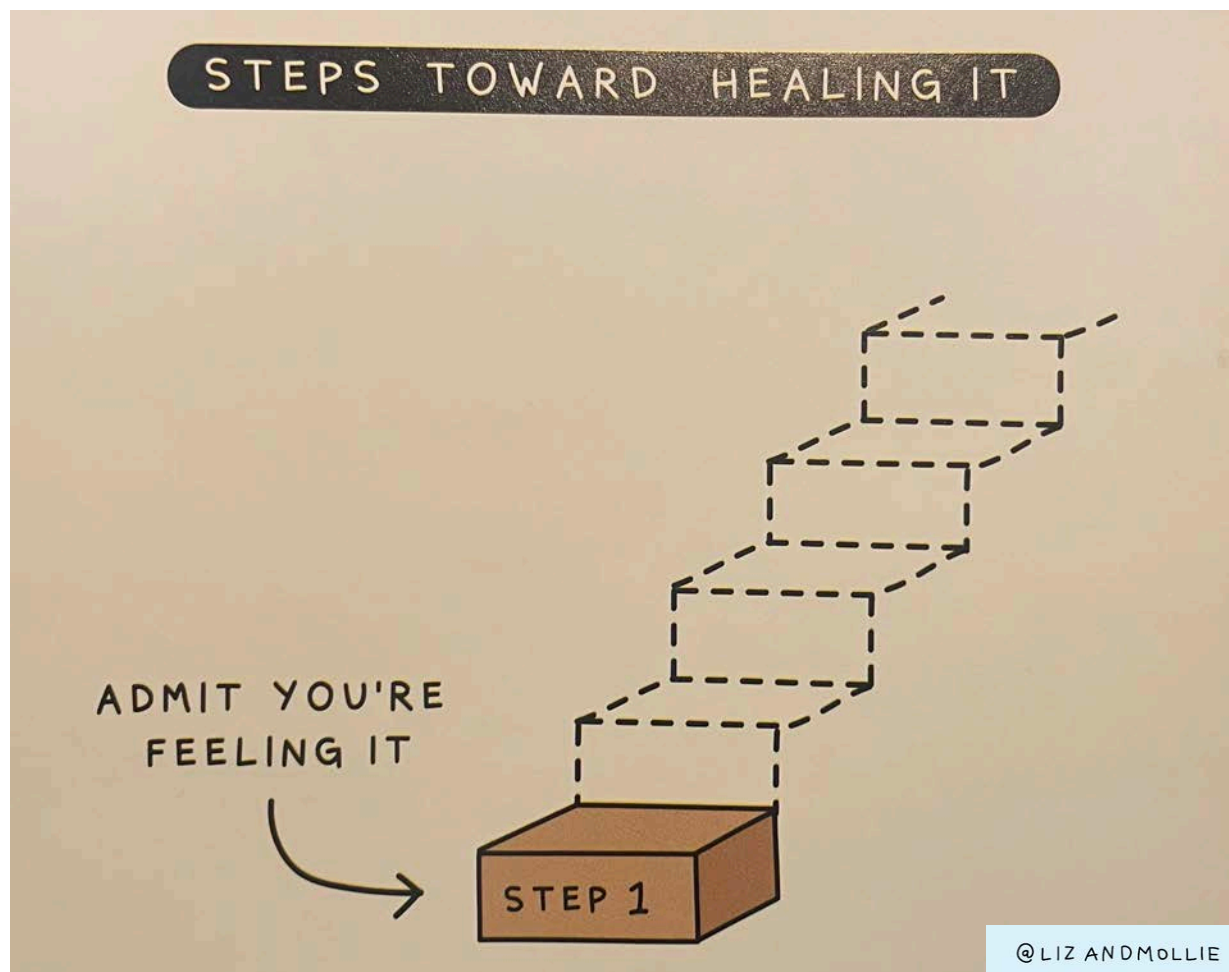 STEPS TOWARD HEALING IT
ADMIT YOU'RE
FEELING IT
STEP 1
@LIZANDMOLLIE